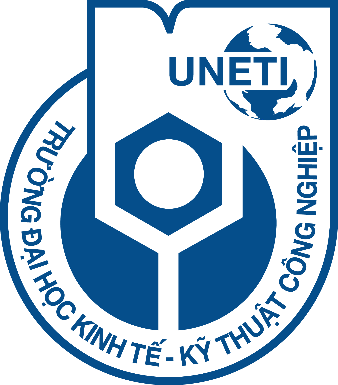 UNETI
TRƯỜNG ĐẠI HỌC KINH TẾ - KỸ THUẬT CÔNG NGHIỆP